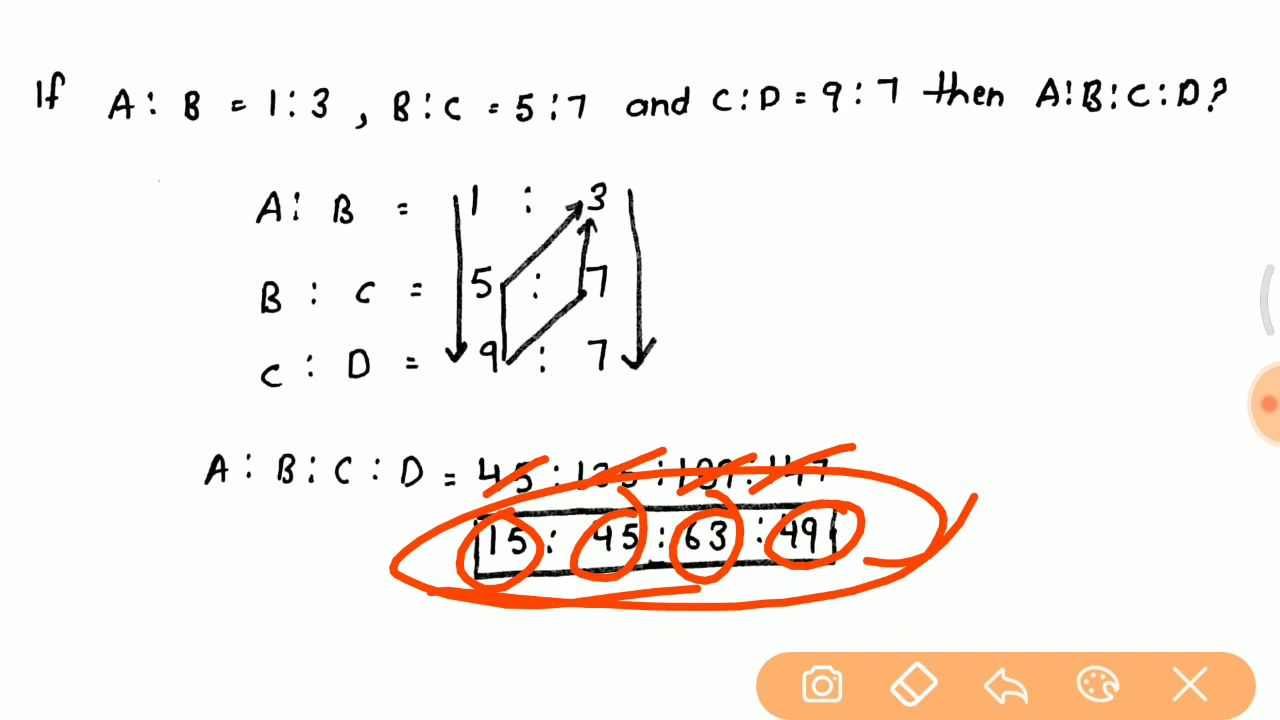 If A : B = 1 : 3 , B : C = 5 : 7 and C : D = 9 : 7 then A : B : C : D ?
A : B = 1 : 3
B : C = 5 : 7
C : D = 9 : 7
A : B : C : D = 45 : 135 : 189 : 147
15 : 45 : 63 : 49